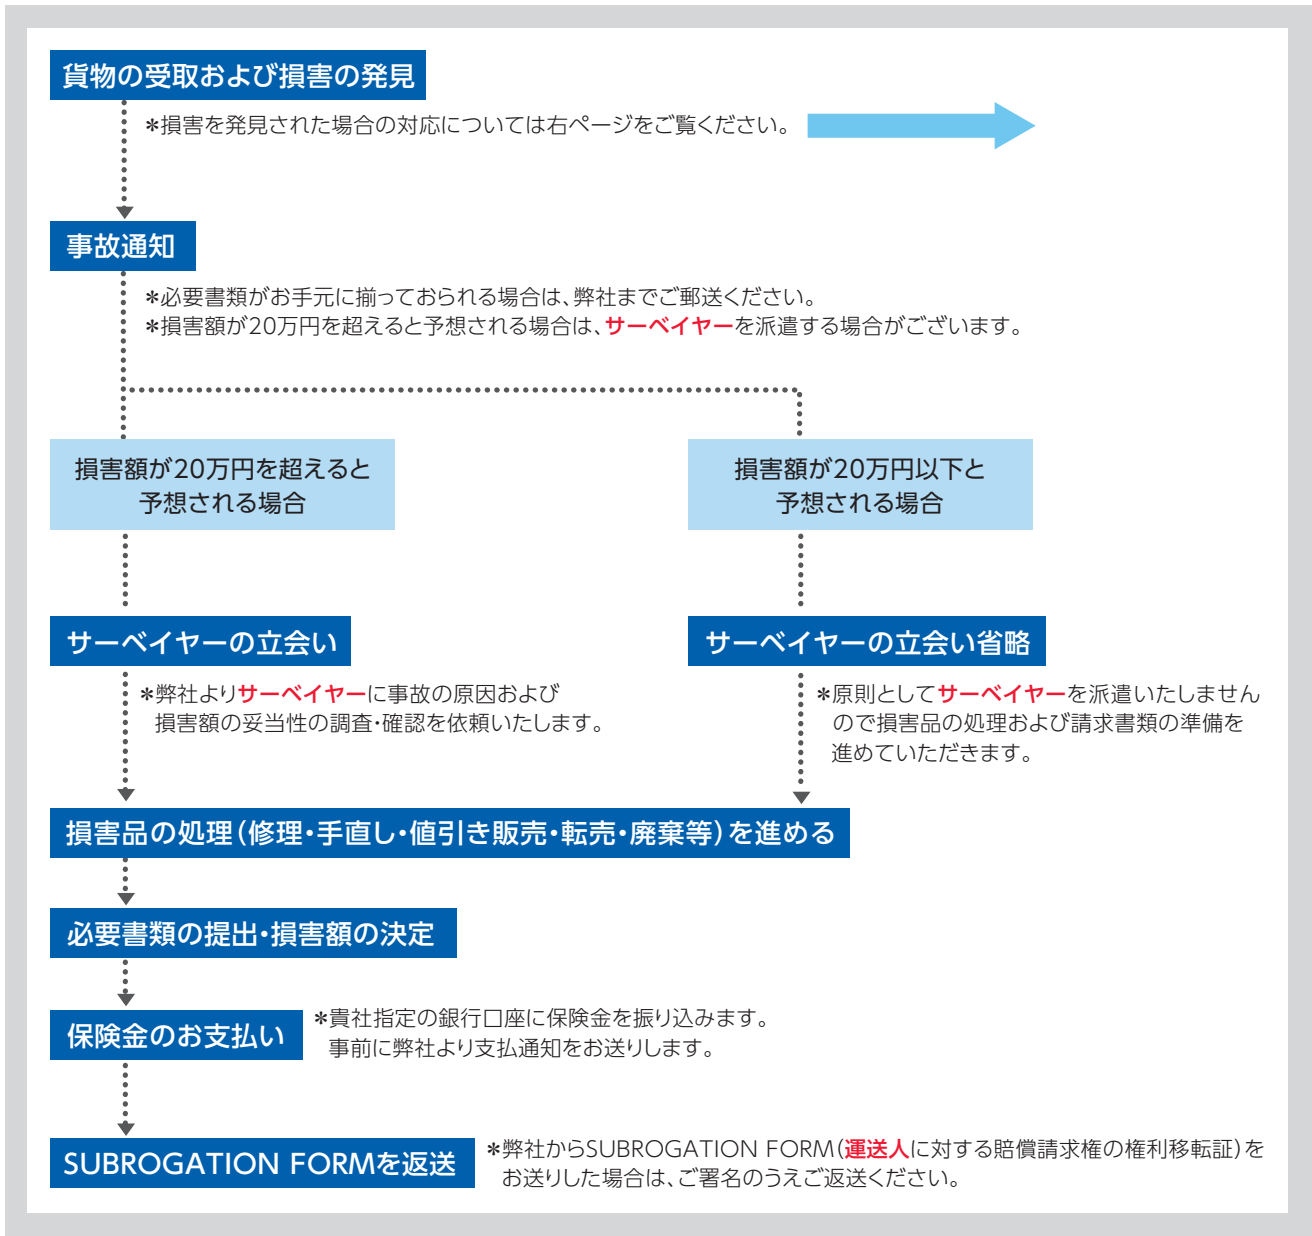 貨物の受取および損害の発見
*損害を発見された場合の対応については右ページをご覧ください。
事故通知
*必要書類がお手元に揃っておられる場合は、弊社までご郵送ください。
*損害額が20万円を超えると予想される場合は、サーベイヤーを派遣する場合がございます。
損害額が20万円を超えると
予想される場合
損害額が20万円以下と
予想される場合
サーベイヤーの立会い
*弊社よりサーベイヤーに事故の原因および
損害額の妥当性の調査・確認を依頼いたします。
サーベイヤーの立会い省略
*原則としてサーベイヤーを派遣いたしません
ので損害品の処理および請求書類の準備を
進めていただきます。
損害品の処理(修理・手直し・値引き販売・転売・廃棄等)を進める
必要書類の提出・損害額の決定
保険金のお支払い
*貴社指定の銀行口座に保険金を振り込みます。
事前に弊社より支払通知をお送りします。
SUBROGATION FORMを返送
*弊社からSUBROGATION FORM(運送人に対する賠償請求権の権利移転証)を
お送りした場合は、ご署名のうえご返送ください。